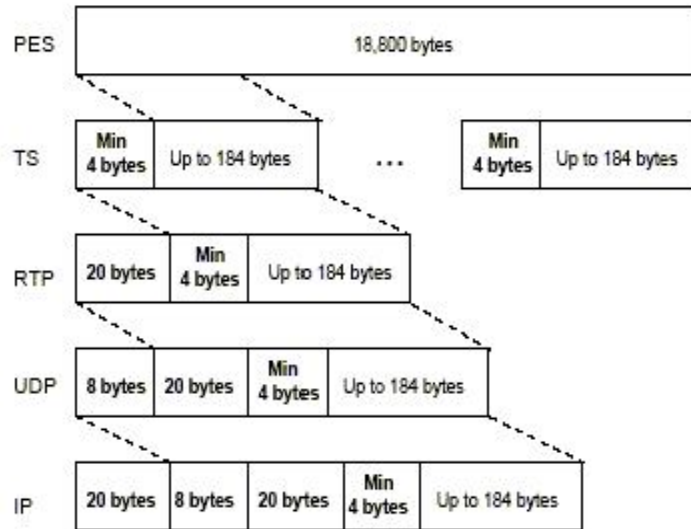 PES
18,800 bytes
TS
Min
4 bytes
Up to 184 bytes
...
Min
4 bytes
Up to 184 bytes
RTP
20 bytes
Min
4 bytes
Up to 184 bytes
UDP
8 bytes
20 bytes
Min
4 bytes
Up to 184 bytes
IP
20 bytes
8 bytes
20 bytes
Min
4 bytes
Up to 184 bytes